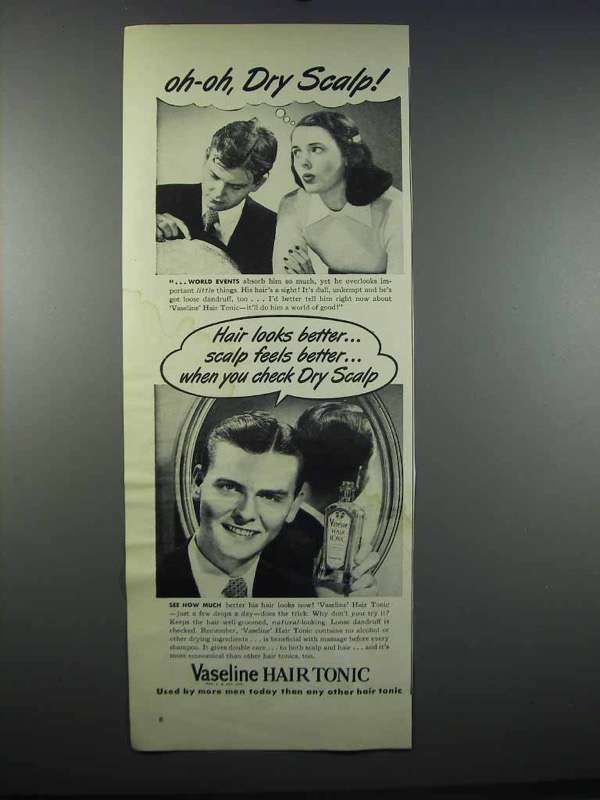 oh-oh, Dry Scalp!
"... WORLD EVENTS absorb him so much, yet he overlooks im-
portant little things. His hair's a sight! It's dull, unkempt and he's
got loose dandruff, too ... I'd better tell him right now about
'Vaseline' Hair Tonic—it'll do him a world of good!"
Hair looks better...
scalp feels better...
when you check Dry Scalp
Vaseline
HAIR
TONIC
SEE HOW MUCH better his hair looks now! 'Vaseline' Hair Tonic
—just a few drops a day—does the trick. Why don't you try it?
Keeps the hair well-groomed, natural-looking. Loose dandruff is
checked. Remember, 'Vaseline' Hair Tonic contains no alcohol or
other drying ingredients ... is beneficial with massage before every
shampoo. It gives double care ... to both scalp and hair ... and it's
more economical than other hair tonics, too.
Vaseline HAIR TONIC
Used by more men today than any other hair tonic
8